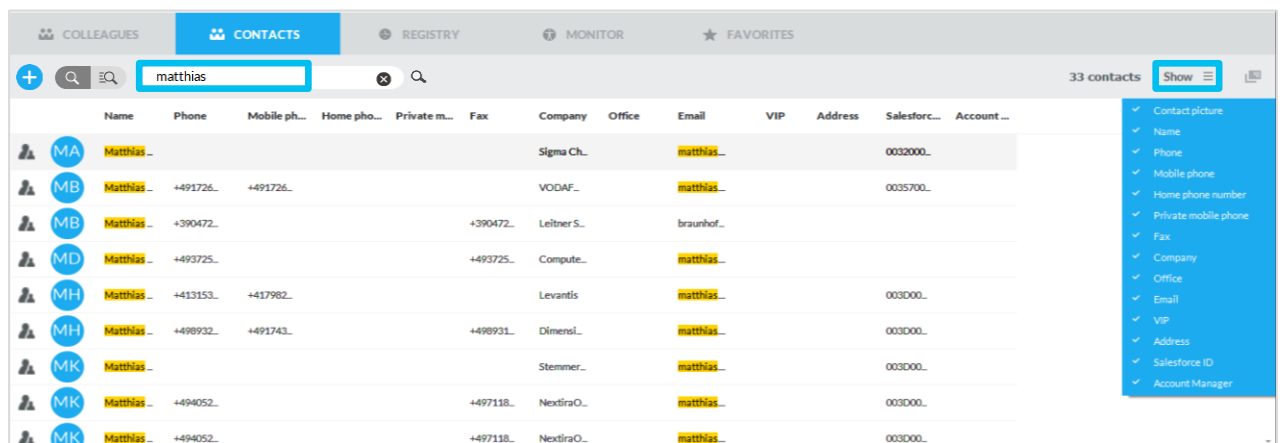 COLLEAGUES CONTACTS REGISTRY MONITOR FAVORITES
matthias 33 contacts Show
Name Phone Mobile ph... Home pho... Private m... Fax Company Office Email VIP Address Salesforc... Account ...
Contact picture
Name
Phone
Mobile phone
Home phone number
Private mobile phone
Fax
Company
Office
Email
VIP
Address
Salesforce ID
Account Manager
MA Matthias ... Sigma Ch... matthias... 0032000...
MB Matthias ... +491726... +491726... VODAF... matthias... 0035700...
MB Matthias ... +390472... +390472... Leitner S... braunhof...
MD Matthias ... +493725... +493725... Compute... matthias...
MH Matthias ... +413153... +417982... Levantis matthias... 003D00...
MH Matthias ... +498932... +491743... +498931... Dimensi... matthias... 003D00...
MK Matthias ... Stemmer... matthias... 003D00...
MK Matthias ... +494052... +497118... NextiraO... matthias... 003D00...
MK Matthias ... +494052... +497118... NextiraO... matthias... 003D00...